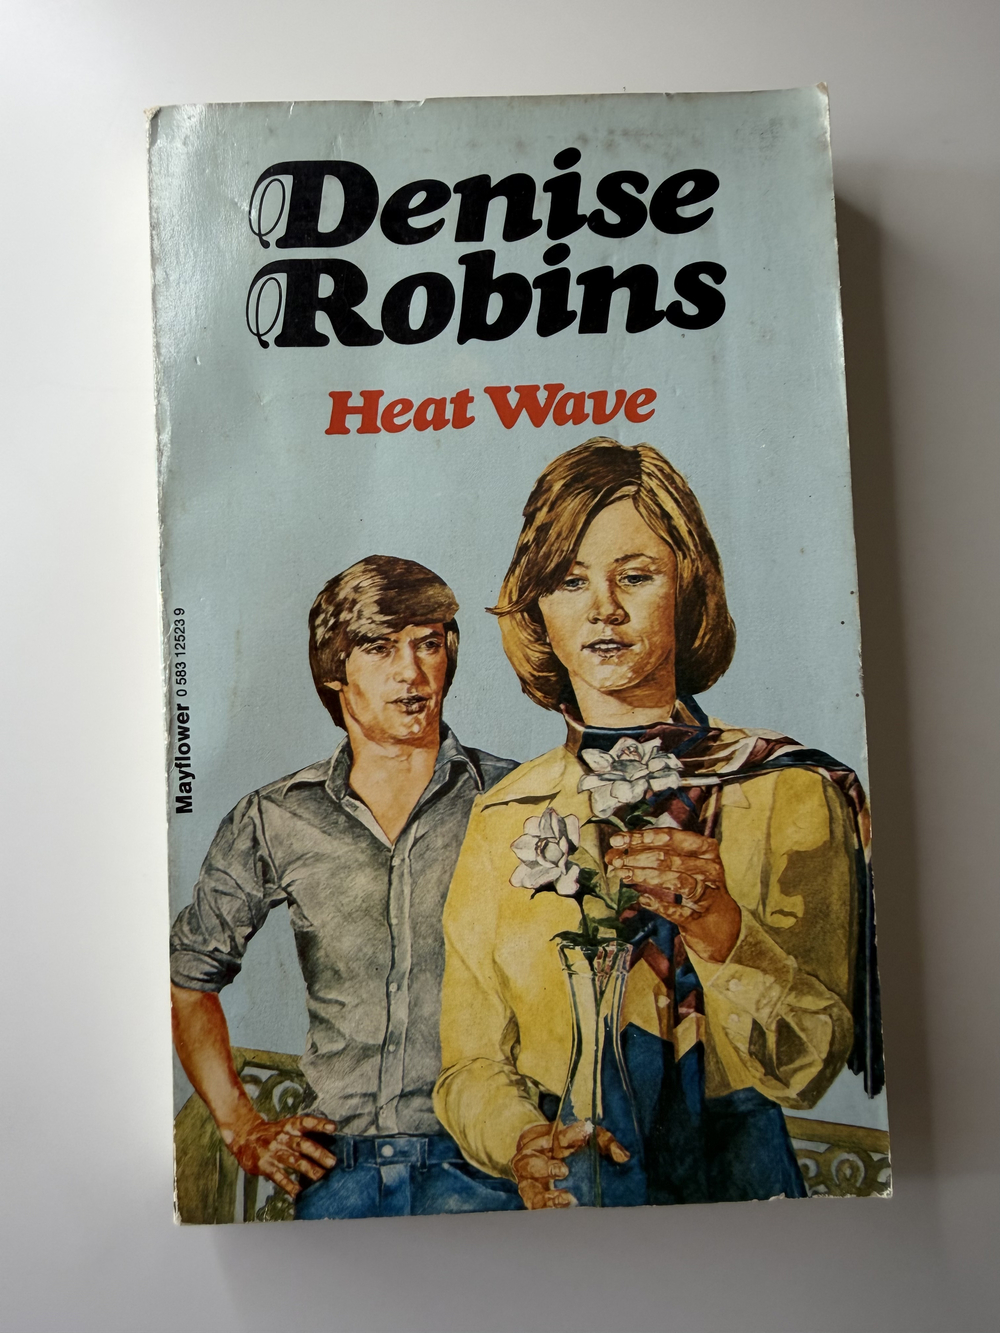 Denise
Robins
Heat Wave
Mayflower 0 583 12523 9